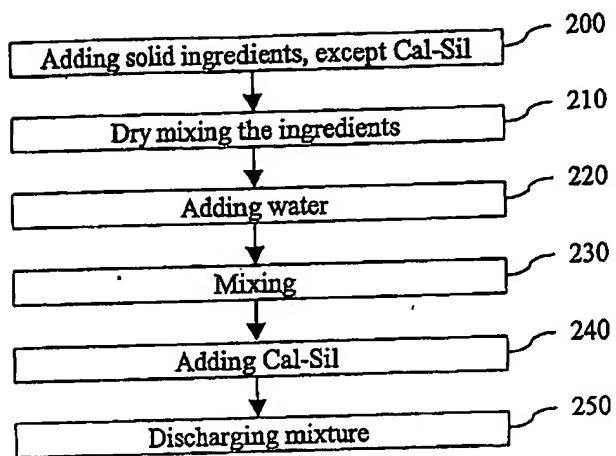 200
Adding solid ingredients, except Cal-Sil
210
Dry mixing the ingredients
220
Adding water
230
Mixing
240
Adding Cal-Sil
250
Discharging mixture